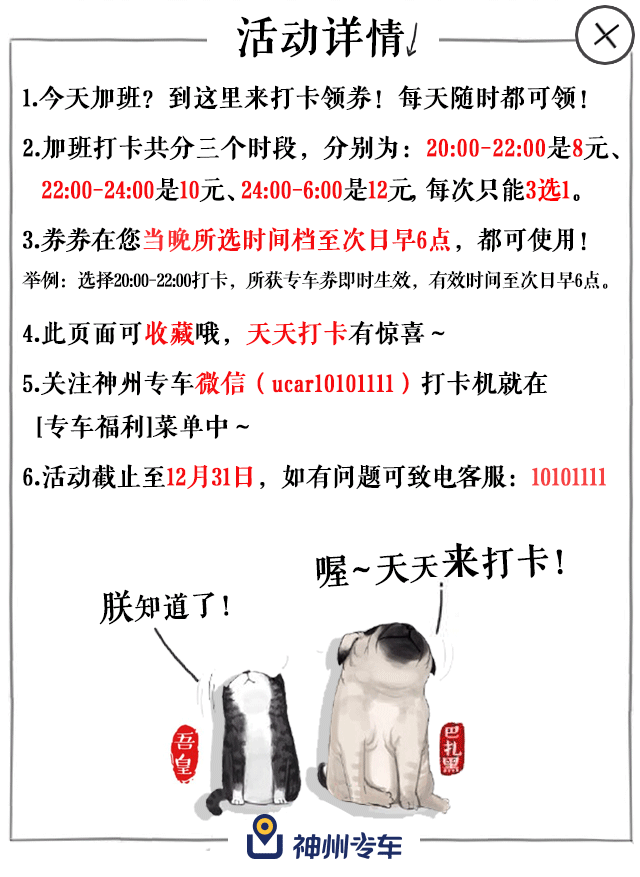 活动详情
1.今天加班？到这里来打卡领券！每天随时都可领！
2.加班打卡共分三个时段，分别为：20:00-22:00是8元、
22:00-24:00是10元、24:00-6:00是12元，每次只能3选1。
3.券券在您当晚所选时间档至次日早6点，都可使用！
举例：选择20:00-22:00打卡，所获专车券即时生效，有效时间至次日早6点。
4.此页面可收藏哦，天天打卡有惊喜～
5.关注神州专车微信（ucar10101111）打卡机就在
[专车福利]菜单中～
6.活动截止至12月31日，如有问题可致电客服：10101111
喔～天天来打卡！
朕知道了！
吾皇
巴扎黑
神州专车